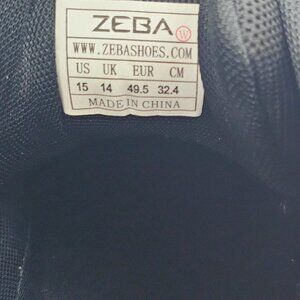 ZEBA W
WWW.ZEBASHOES.COM
US UK EUR CM
15 14 49.5 32.4
MADE IN CHINA